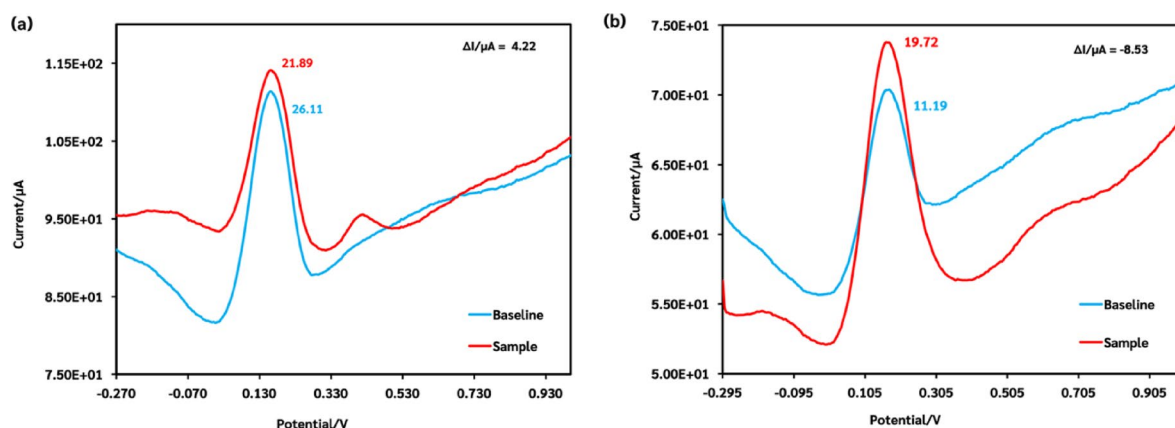 (a)
ΔI/μA = 4.22
21.89
26.11
1.15E+02
1.05E+02
9.50E+01
8.50E+01
7.50E+01
Current/μA
Baseline
Sample
-0.270 -0.070 0.130 0.330 0.530 0.730 0.930
Potential/V
(b)
ΔI/μA = -8.53
19.72
11.19
7.50E+01
7.00E+01
6.50E+01
6.00E+01
5.50E+01
5.00E+01
Current/μA
Baseline
Sample
-0.295 -0.095 0.105 0.305 0.505 0.705 0.905
Potential/V